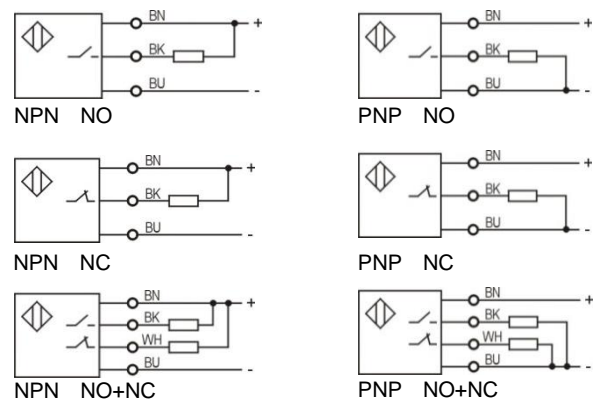 BN +
BK
BU -
NPN NO
BN +
BK
BU -
PNP NO
BN +
BK
BU -
NPN NC
BN +
BK
BU -
PNP NC
BN +
BK
WH
BU -
NPN NO+NC
BN +
BK
WH
BU -
PNP NO+NC